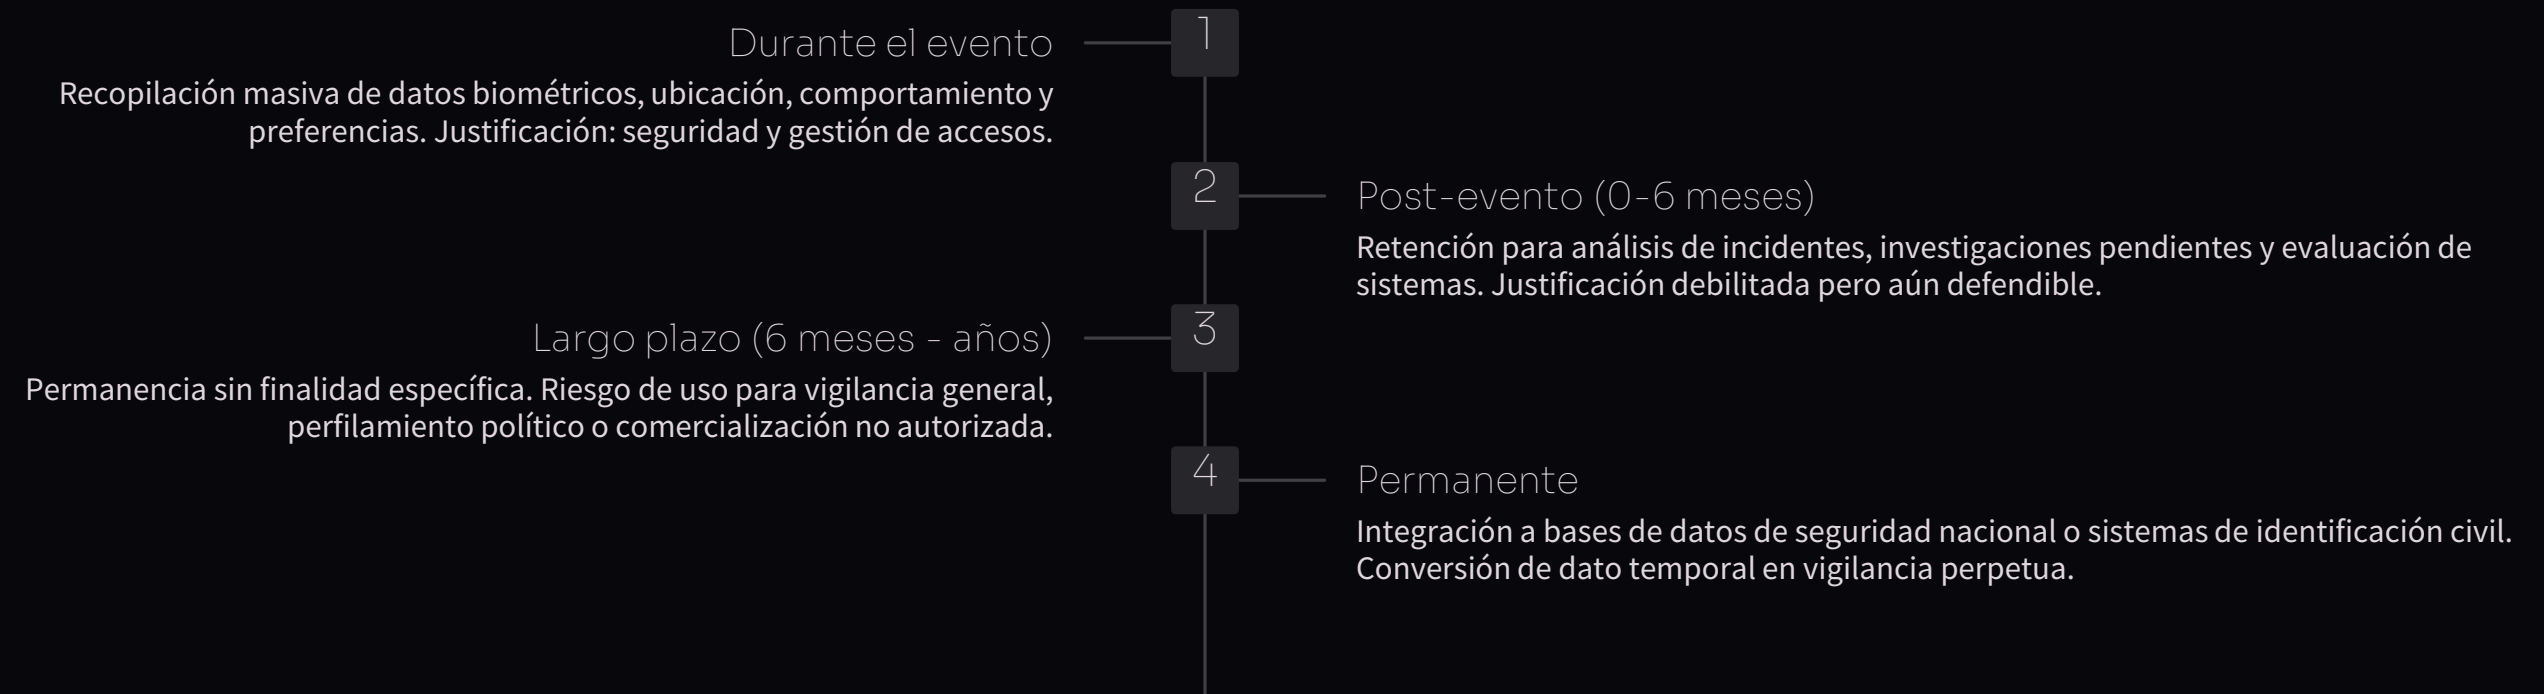 1
Durante el evento
Recopilación masiva de datos biométricos, ubicación, comportamiento y
preferencias. Justificación: seguridad y gestión de accesos.
2
Post-evento (0-6 meses)
Retención para análisis de incidentes, investigaciones pendientes y evaluación de
sistemas. Justificación debilitada pero aún defendible.
3
Largo plazo (6 meses - años)
Permanencia sin finalidad específica. Riesgo de uso para vigilancia general,
perfilamiento político o comercialización no autorizada.
4
Permanente
Integración a bases de datos de seguridad nacional o sistemas de identificación civil.
Conversión de dato temporal en vigilancia perpetua.